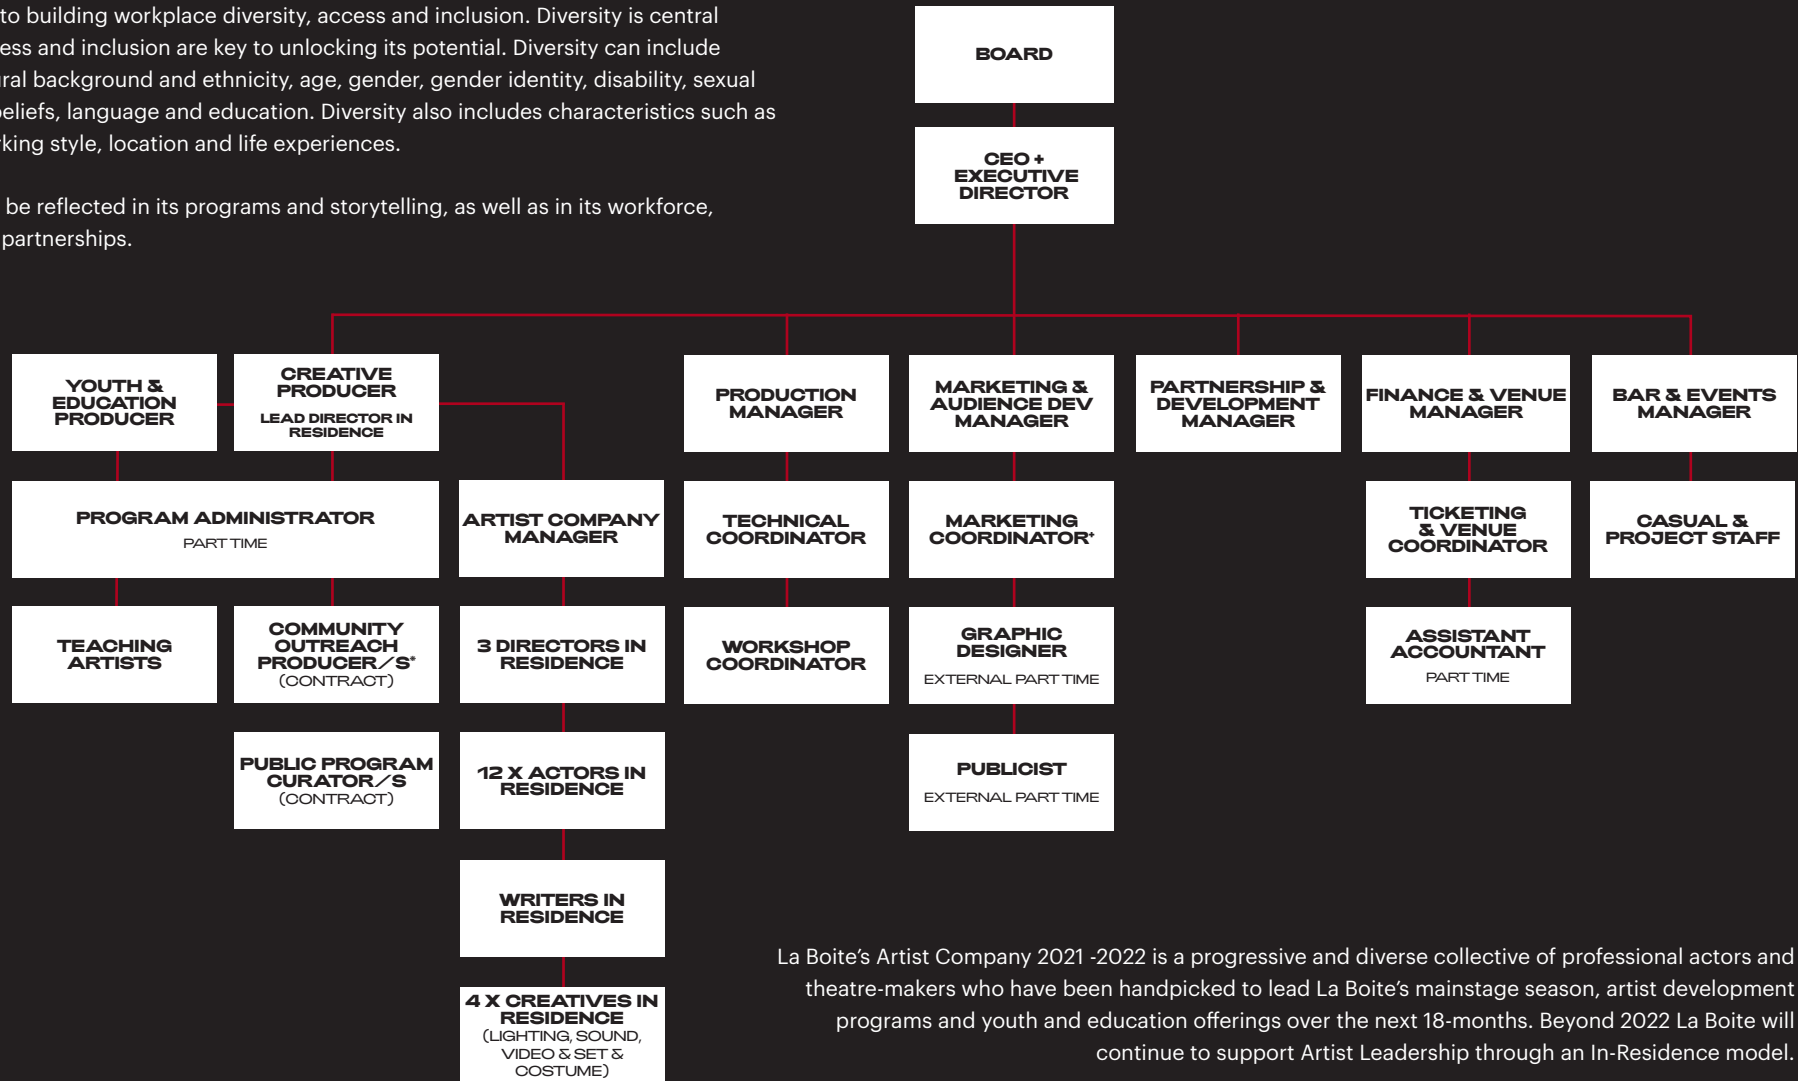 to building workplace diversity, access and inclusion. Diversity is central
ess and inclusion are key to unlocking its potential. Diversity can include
ural background and ethnicity, age, gender, gender identity, disability, sexual
beliefs, language and education. Diversity also includes characteristics such as
rking style, location and life experiences.
be reflected in its programs and storytelling, as well as in its workforce,
partnerships.
BOARD
CEO +
EXECUTIVE
DIRECTOR
YOUTH &
EDUCATION
PRODUCER
CREATIVE
PRODUCER
LEAD DIRECTOR IN
RESIDENCE
PRODUCTION
MANAGER
MARKETING &
AUDIENCE DEV
MANAGER
PARTNERSHIP &
DEVELOPMENT
MANAGER
FINANCE & VENUE
MANAGER
BAR & EVENTS
MANAGER
PROGRAM ADMINISTRATOR
PART TIME
ARTIST COMPANY
MANAGER
TECHNICAL
COORDINATOR
MARKETING
COORDINATOR+
TICKETING
& VENUE
COORDINATOR
CASUAL &
PROJECT STAFF
TEACHING
ARTISTS
COMMUNITY
OUTREACH
PRODUCER/S*
(CONTRACT)
3 DIRECTORS IN
RESIDENCE
WORKSHOP
COORDINATOR
GRAPHIC
DESIGNER
EXTERNAL PART TIME
ASSISTANT
ACCOUNTANT
PART TIME
PUBLIC PROGRAM
CURATOR/S
(CONTRACT)
12 X ACTORS IN
RESIDENCE
PUBLICIST
EXTERNAL PART TIME
WRITERS IN
RESIDENCE
4 X CREATIVES IN
RESIDENCE
(LIGHTING, SOUND,
VIDEO & SET &
COSTUME)
La Boite's Artist Company 2021 -2022 is a progressive and diverse collective of professional actors and
theatre-makers who have been handpicked to lead La Boite's mainstage season, artist development
programs and youth and education offerings over the next 18-months. Beyond 2022 La Boite will
continue to support Artist Leadership through an In-Residence model.